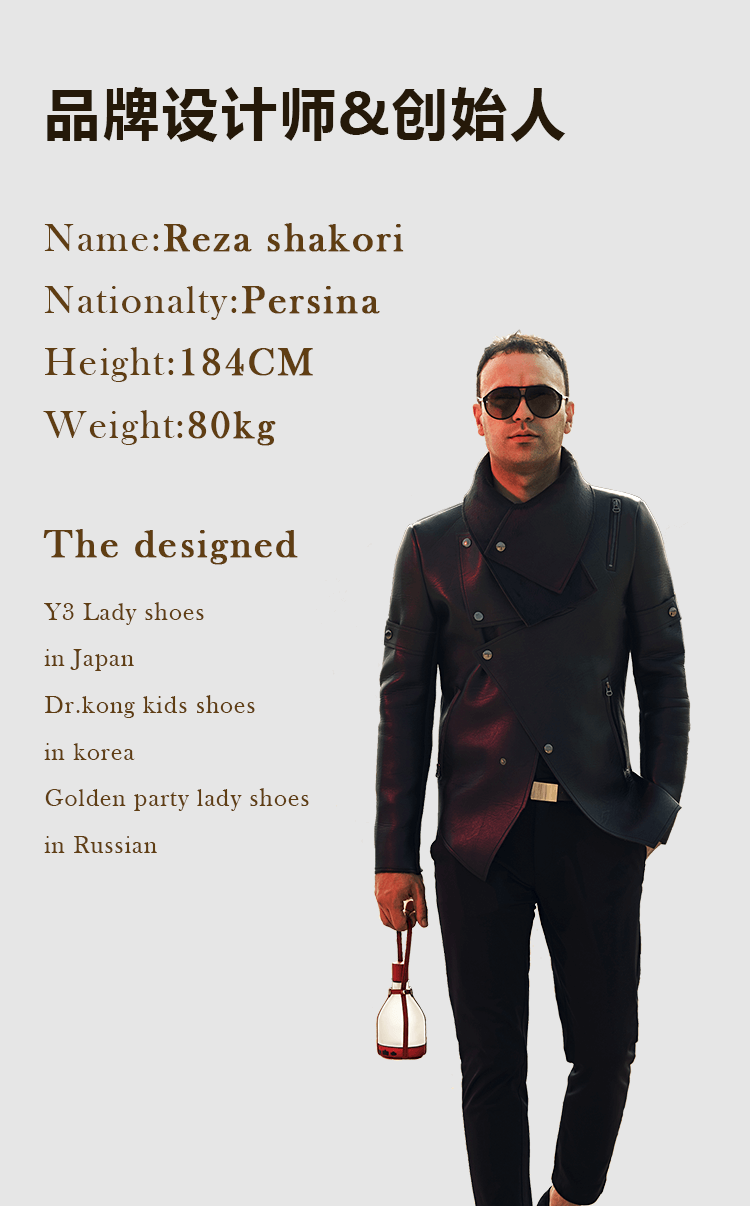 品牌设计师&创始人
Name:Reza shakori
Nationalty:Persina
Height:184CM
Weight:80kg
The designed
Y3 Lady shoes
in Japan
Dr.kong kids shoes
in korea
Golden party lady shoes
in Russian